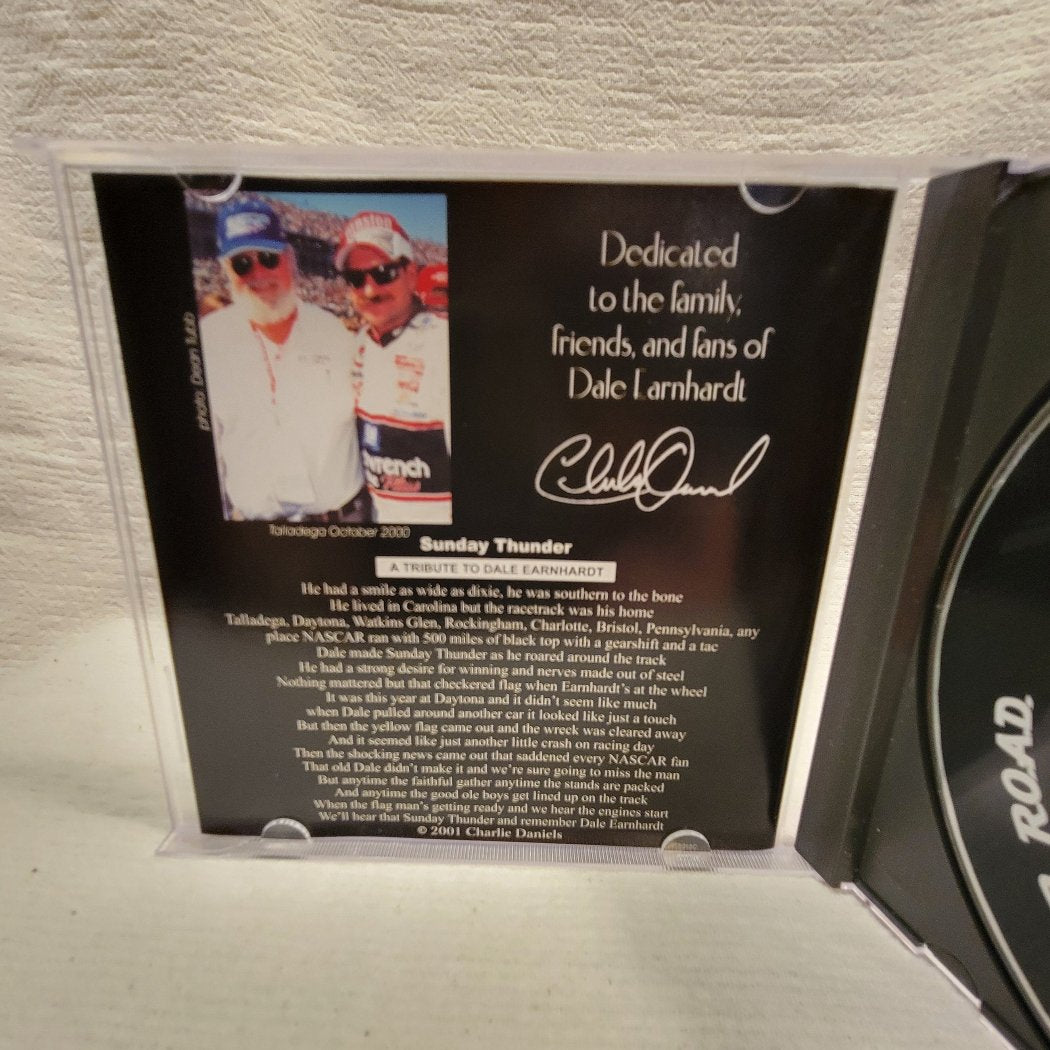 Winston
photo Dean Tubb
wrench
Plus
Talladega October 2000
Dedicated
to the family,
friends, and fans of
Dale Earnhardt
Sunday Thunder
A TRIBUTE TO DALE EARNHARDT
He had a smile as wide as dixie, he was southern to the bone
He lived in Carolina but the racetrack was his home
Talladega, Daytona, Watkins Glen, Rockingham, Charlotte, Bristol, Pennsylvania, any
place NASCAR ran with 500 miles of black top with a gearshift and a tac
Dale made Sunday Thunder as he roared around the track
He had a strong desire for winning and nerves made out of steel
Nothing mattered but that checkered flag when Earnhardt's at the wheel
It was this year at Daytona and it didn't seem like much
when Dale pulled around another car it looked like just a touch
But then the yellow flag came out and the wreck was cleared away
And it seemed like just another little crash on racing day
Then the shocking news came out that saddened every NASCAR fan
That old Dale didn't make it and we're sure going to miss the man
But anytime the faithful gather anytime the stands are packed
And anytime the good ole boys get lined up on the track
When the flag man's getting ready and we hear the engines start
We'll hear that Sunday Thunder and remember Dale Earnhardt
© 2001 Charlie Daniels
ROAD